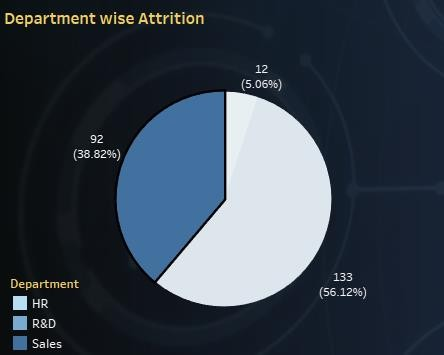 Department wise Attrition
12
(5.06%)
92
(38.82%)
133
(56.12%)
Department
HR
R&D
Sales